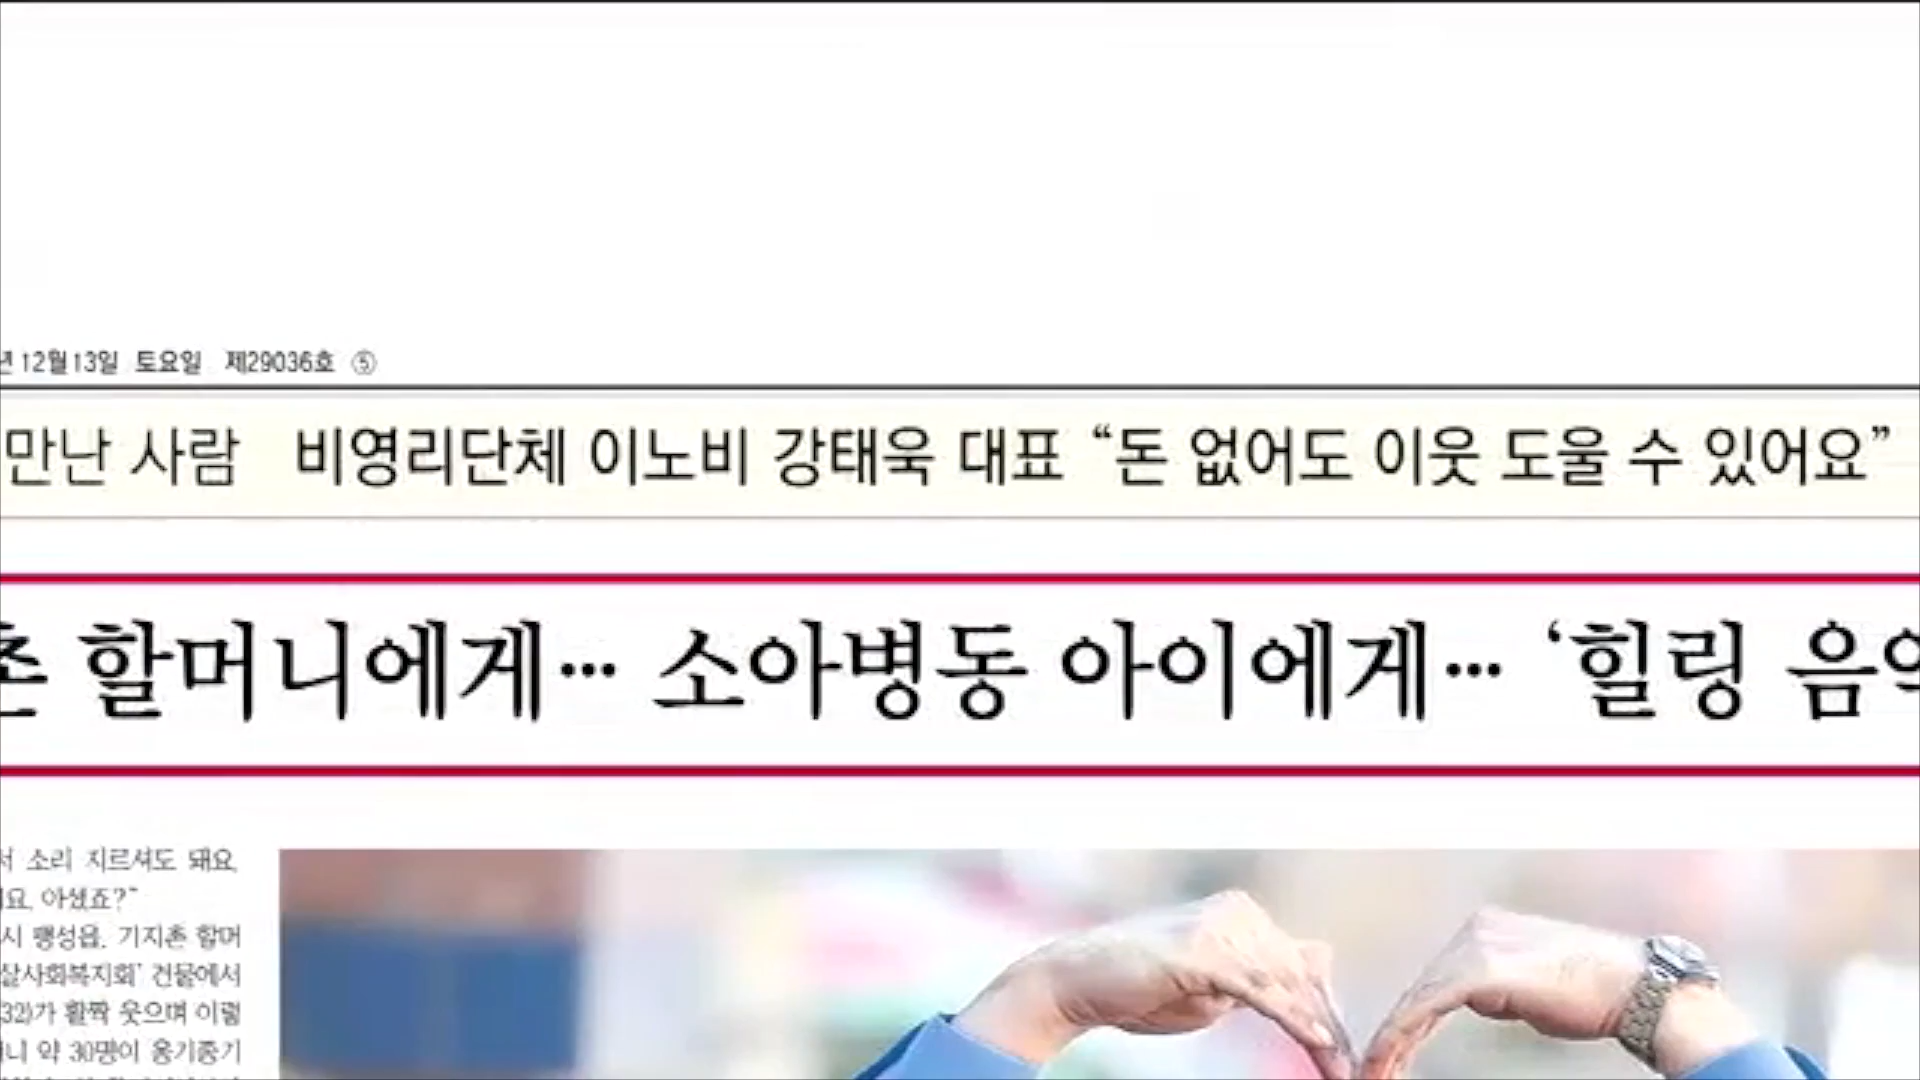 년 12월 13일 토요일 제29036호 ⑤
만난 사람 비영리단체 이노비 강태욱 대표 “돈 없어도 이웃 도울 수 있어요”
촌 할머니에게… 소아병동 아이에게… ‘힐링 음악
서 소리 지르셔도 돼요.
요. 아셨죠?”
시 팽성읍. 기지촌 할머
살사회복지회’ 건물에서
32)가 활짝 웃으며 이렇
니 약 30명이 옹기종기